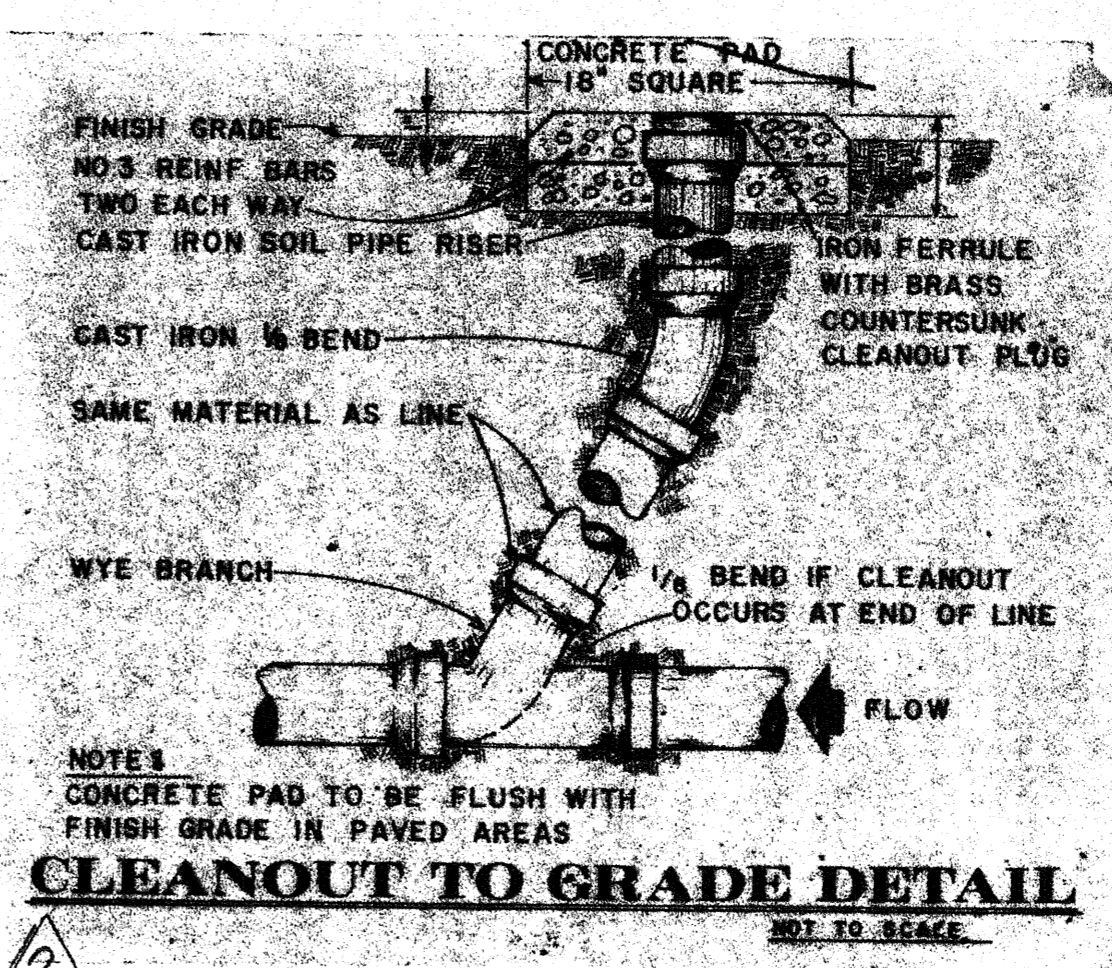 CONCRETE PAD
18" SQUARE
FINISH GRADE
NO.3 REINF BARS
TWO EACH WAY
CAST IRON SOIL PIPE RISER
IRON FERRULE
WITH BRASS
COUNTERSUNK
CLEANOUT PLUG
CAST IRON 1/8 BEND
SAME MATERIAL AS LINE
WYE BRANCH
1/8 BEND IF CLEANOUT
OCCURS AT END OF LINE
FLOW
NOTE:
CONCRETE PAD TO BE FLUSH WITH
FINISH GRADE IN PAVED AREAS
CLEANOUT TO GRADE DETAIL
NOT TO SCALE